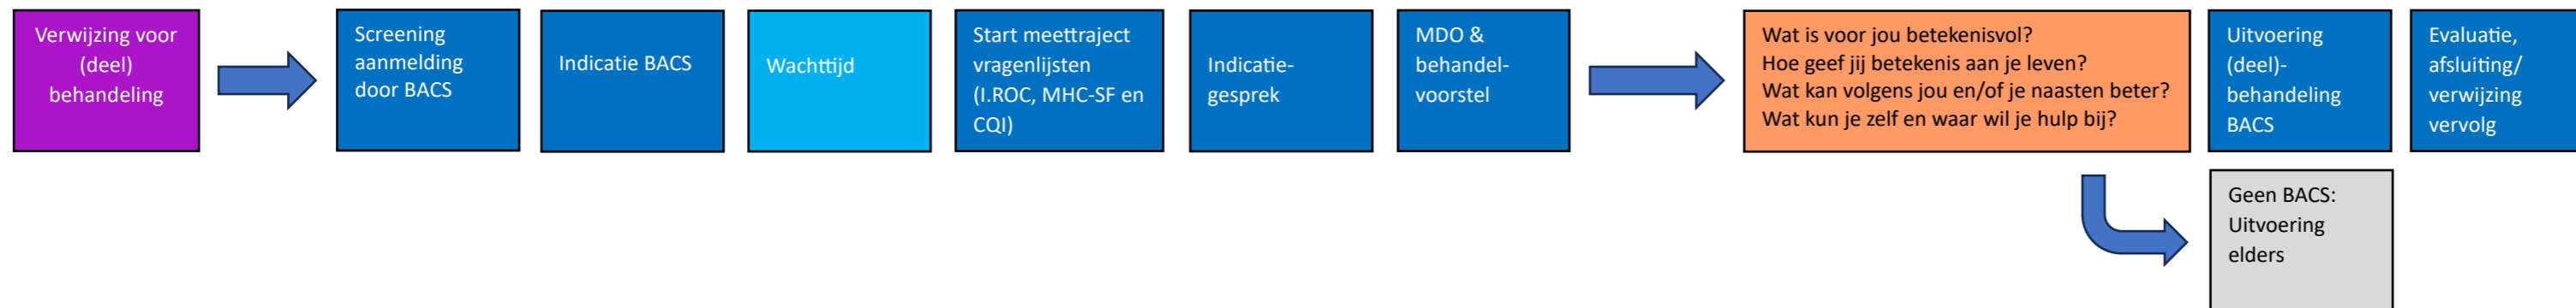 Verwijzing voor
(deel)
behandeling
Screening
aanmelding
door BACS
Indicatie BACS
Wachttijd
Start meettraject
vragenlijsten
(I.ROC, MHC-SF en
CQI)
Indicatie-
gesprek
MDO &
behandel-
voorstel
Wat is voor jou betekenisvol?
Hoe geef jij betekenis aan je leven?
Wat kan volgens jou en/of je naasten beter?
Wat kun je zelf en waar wil je hulp bij?
Uitvoering
(deel)-
behandeling
BACS
Evaluatie,
afsluiting/
verwijzing
vervolg
Geen BACS:
Uitvoering
elders